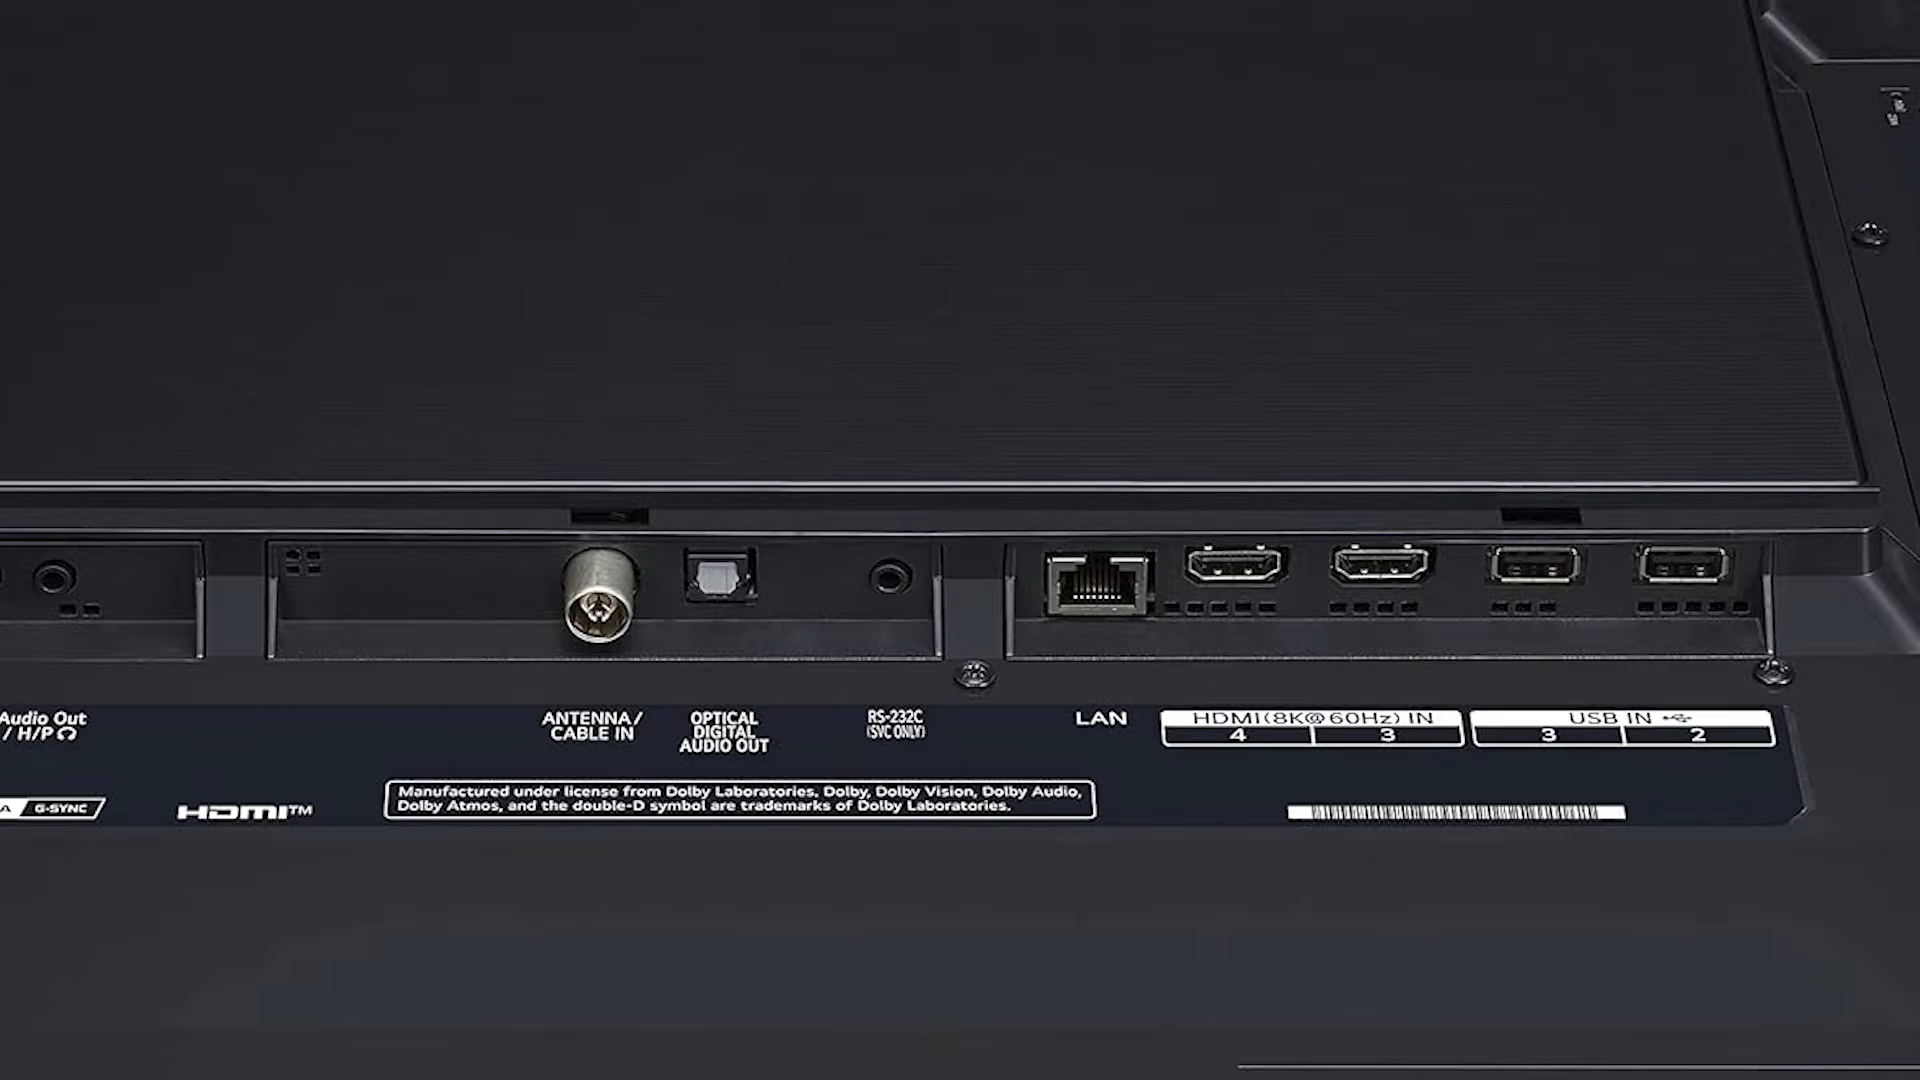 Audio Out
/ H/P
ANTENNA/
CABLE IN
OPTICAL
DIGITAL
AUDIO OUT
RS-232C
(SVC ONLY)
LAN
HDMI(8K@60Hz) IN
4 3
USB IN
3 2
A G-SYNC
HDMI™
Manufactured under license from Dolby Laboratories. Dolby, Dolby Vision, Dolby Audio,
Dolby Atmos, and the double-D symbol are trademarks of Dolby Laboratories.